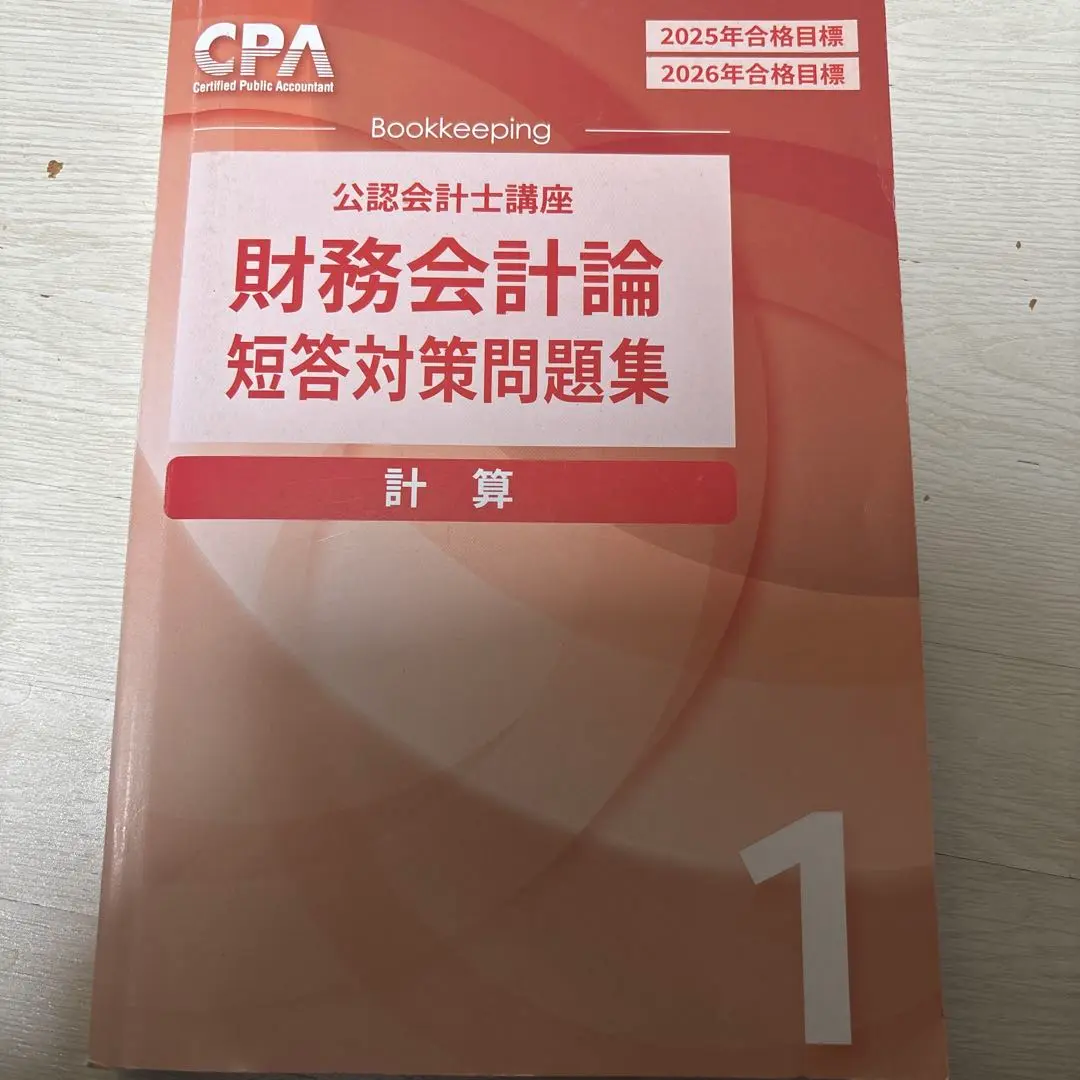 CPA
Certified Public Accountant
2025年合格目標
2026年合格目標
Bookkeeping
公認会計士講座
財務会計論
短答対策問題集
計 算
1